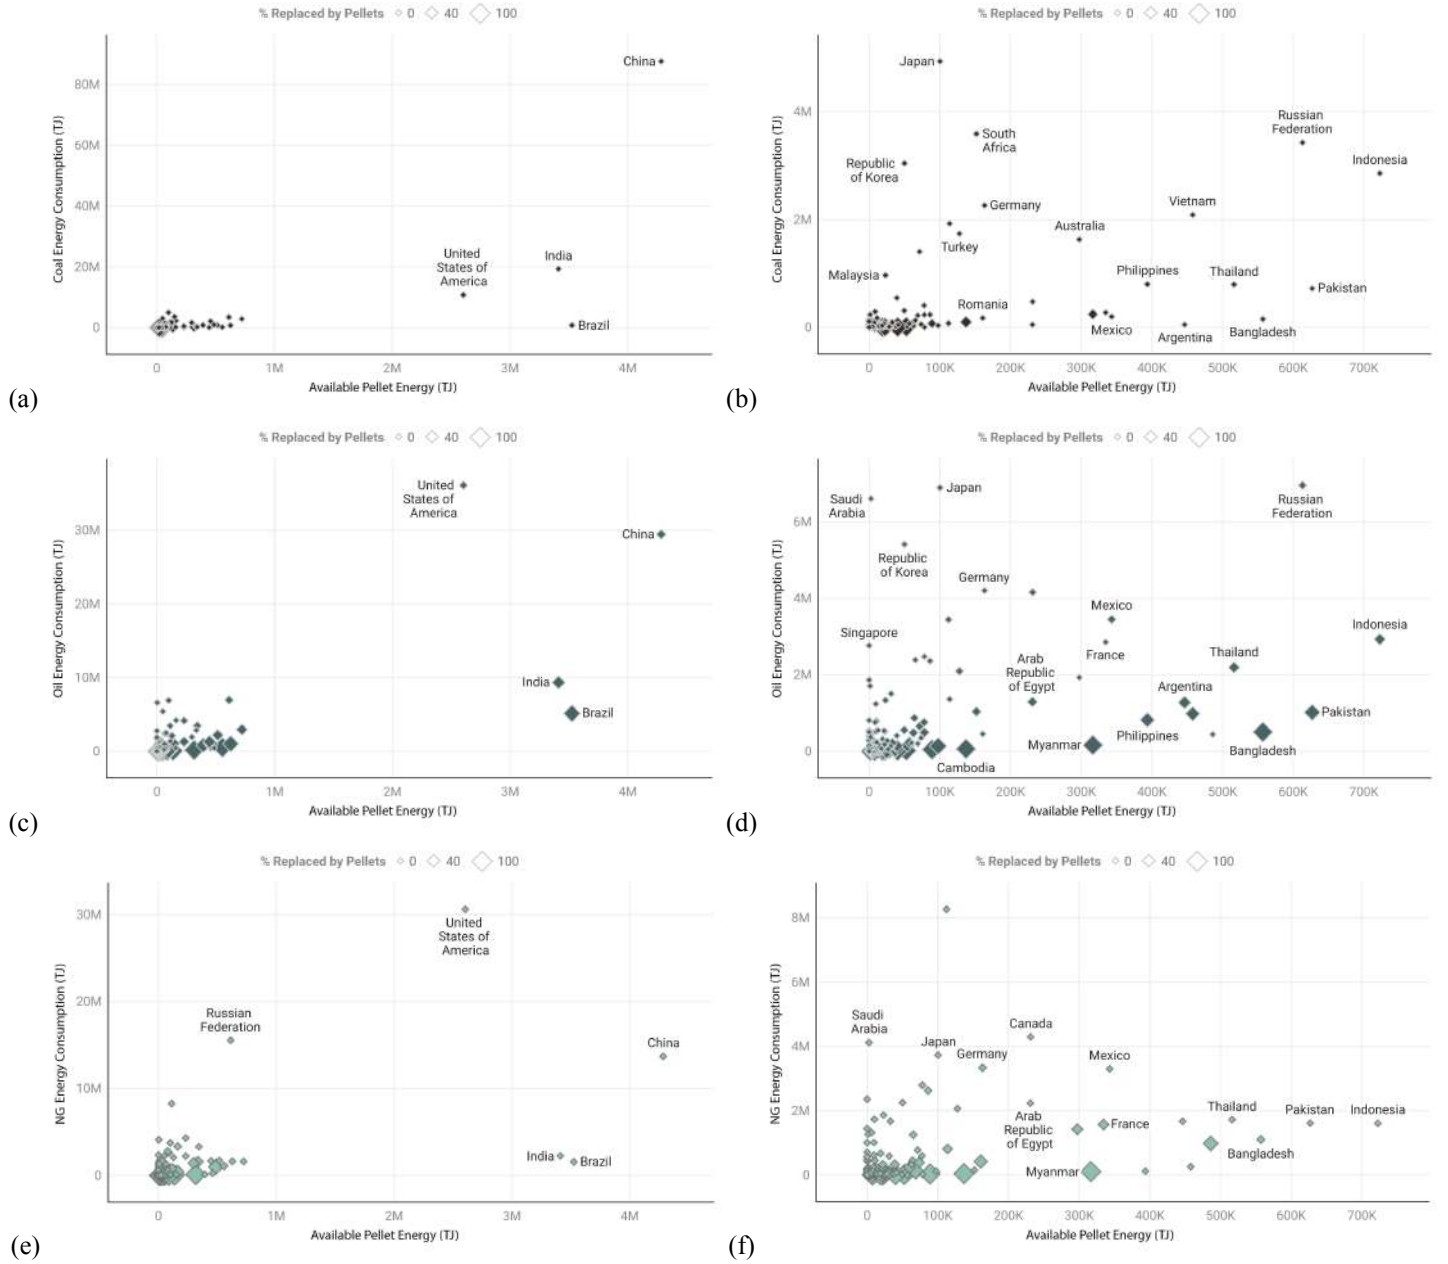 % Replaced by Pellets 0 40 100
Coal Energy Consumption (TJ)
80M
60M
40M
20M
0
China
United
States of
America
India
Brazil
0 1M 2M 3M 4M
Available Pellet Energy (TJ)
(a)
% Replaced by Pellets 0 40 100
Coal Energy Consumption (TJ)
4M
2M
0
Japan
South
Africa
Republic
of Korea
Russian
Federation
Indonesia
Germany
Vietnam
Australia
Turkey
Malaysia
Philippines
Thailand
Pakistan
Romania
Mexico
Argentina
Bangladesh
0 100K 200K 300K 400K 500K 600K 700K
Available Pellet Energy (TJ)
(b)
% Replaced by Pellets 0 40 100
Oil Energy Consumption (TJ)
30M
20M
10M
0
United
States of
America
China
India
Brazil
0 1M 2M 3M 4M
Available Pellet Energy (TJ)
(c)
% Replaced by Pellets 0 40 100
Oil Energy Consumption (TJ)
6M
4M
2M
0
Saudi
Arabia
Japan
Russian
Federation
Republic
of Korea
Germany
Mexico
Singapore
France
Indonesia
Arab
Republic
of Egypt
Thailand
Argentina
Pakistan
Philippines
Myanmar
Bangladesh
Cambodia
0 100K 200K 300K 400K 500K 600K 700K
Available Pellet Energy (TJ)
(d)
% Replaced by Pellets 0 40 100
NG Energy Consumption (TJ)
30M
20M
10M
0
United
States of
America
Russian
Federation
China
India
Brazil
0 1M 2M 3M 4M
Available Pellet Energy (TJ)
(e)
% Replaced by Pellets 0 40 100
NG Energy Consumption (TJ)
8M
6M
4M
2M
0
Saudi
Arabia
Japan
Canada
Germany
Mexico
Arab
Republic
of Egypt
France
Thailand
Pakistan
Indonesia
Bangladesh
Myanmar
0 100K 200K 300K 400K 500K 600K 700K
Available Pellet Energy (TJ)
(f)